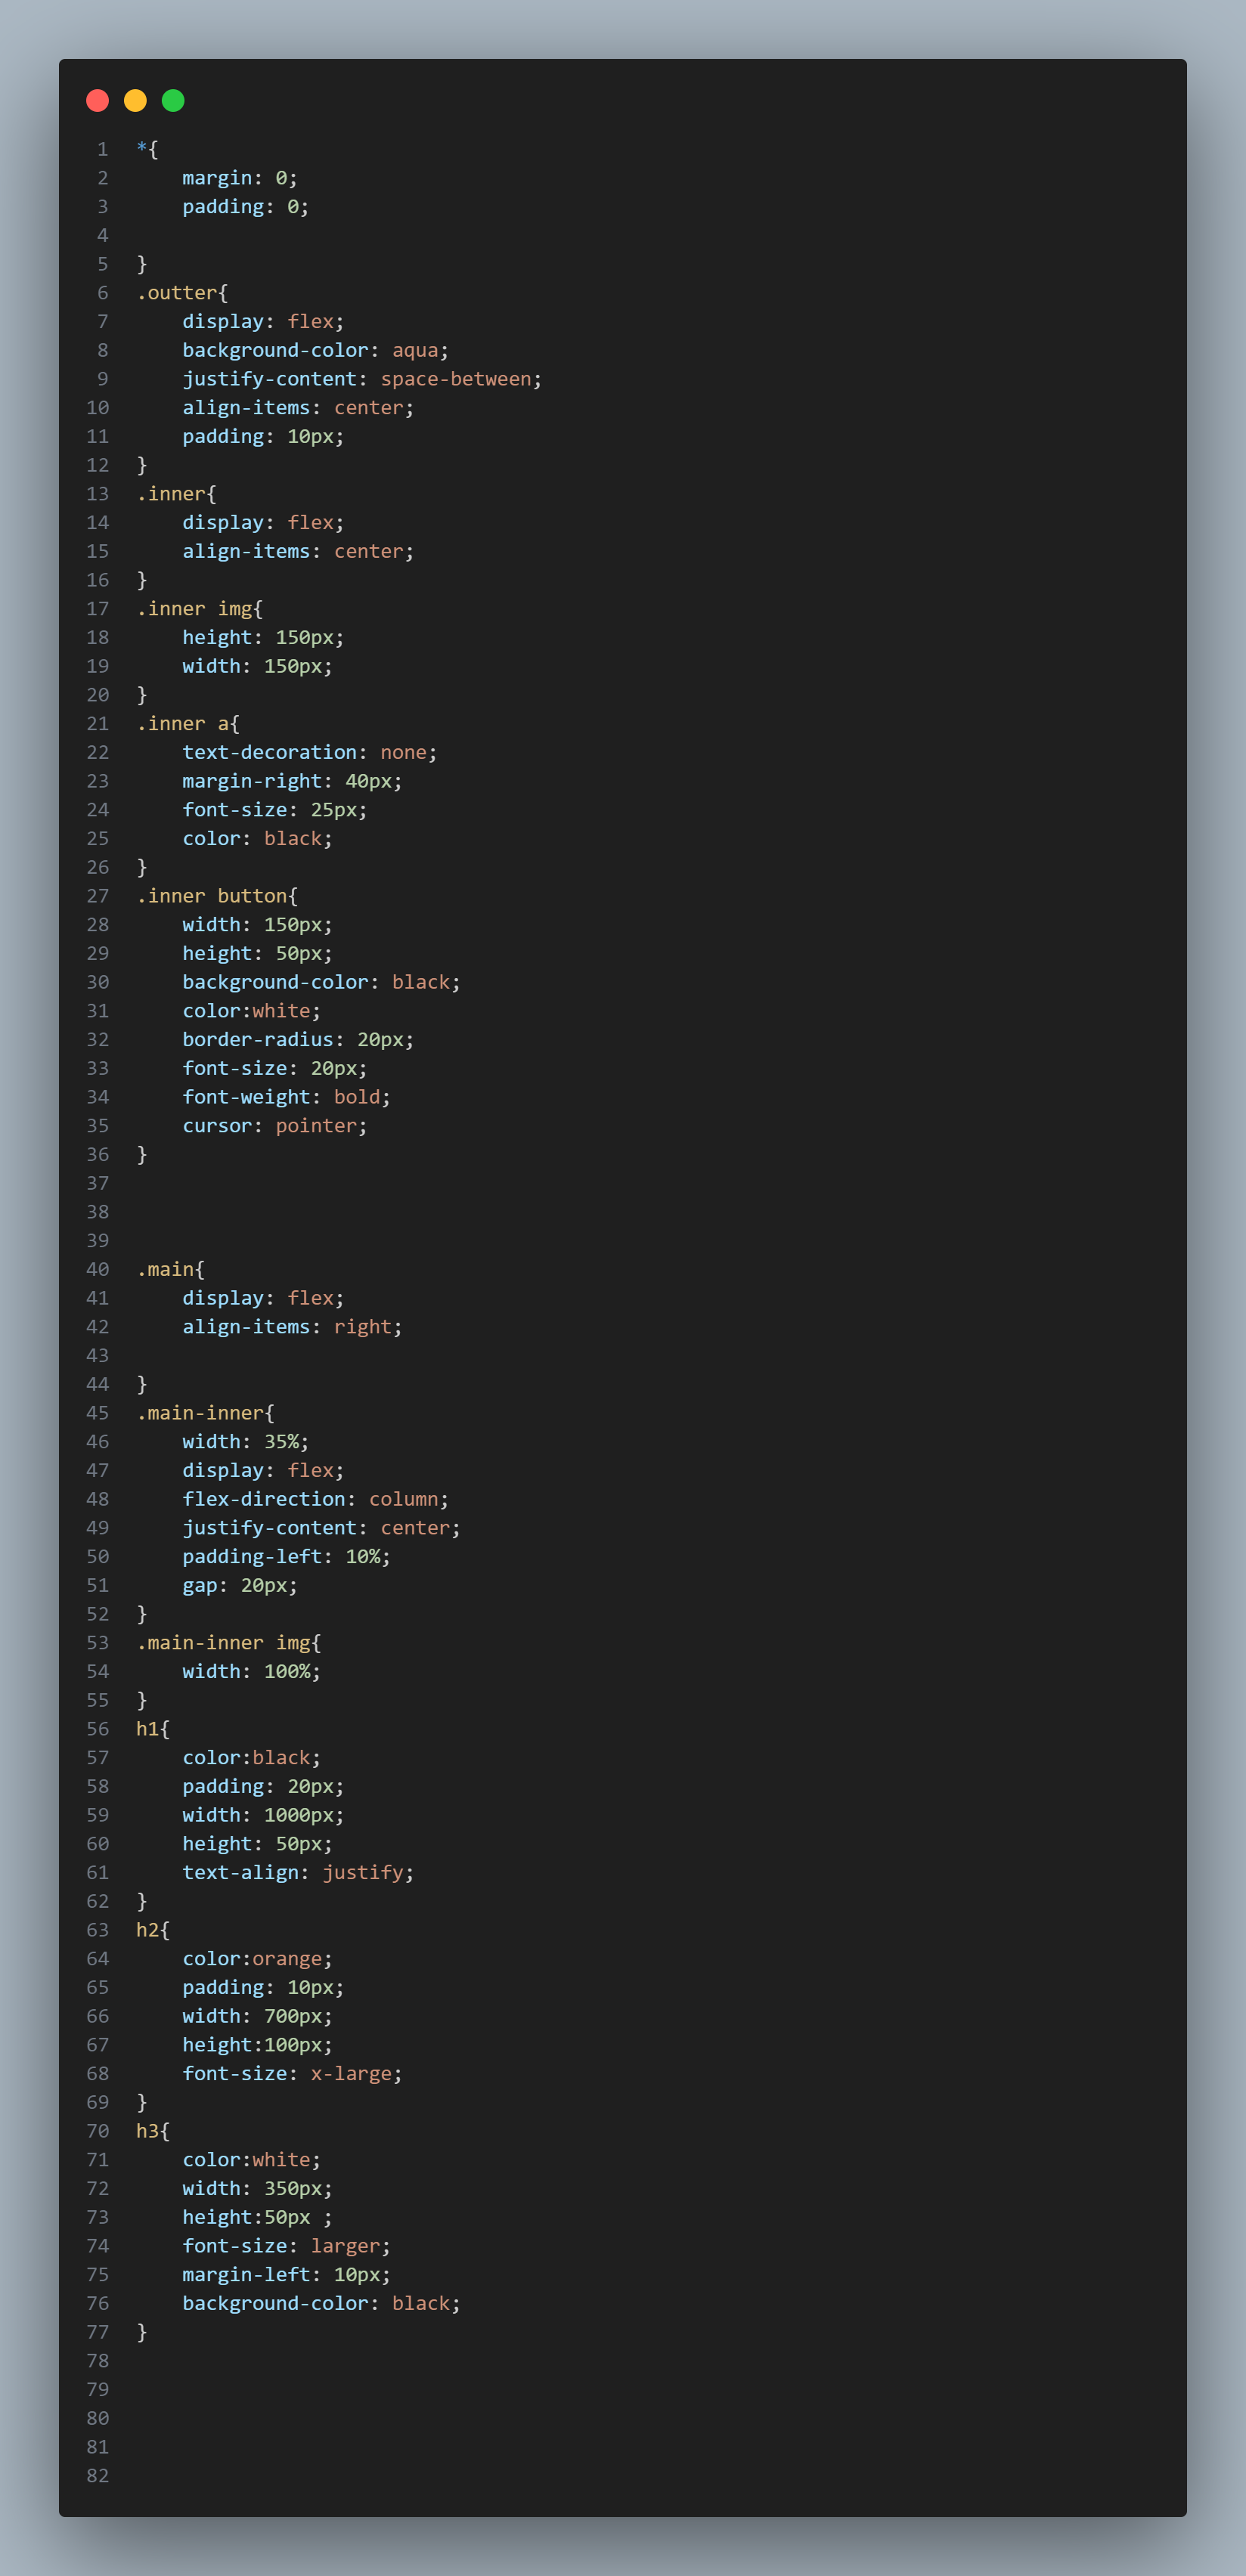 1 *{
2     margin: 0;
3     padding: 0;
4
5 }
6 .outter{
7     display: flex;
8     background-color: aqua;
9     justify-content: space-between;
10     align-items: center;
11     padding: 10px;
12 }
13 .inner{
14     display: flex;
15     align-items: center;
16 }
17 .inner img{
18     height: 150px;
19     width: 150px;
20 }
21 .inner a{
22     text-decoration: none;
23     margin-right: 40px;
24     font-size: 25px;
25     color: black;
26 }
27 .inner button{
28     width: 150px;
29     height: 50px;
30     background-color: black;
31     color:white;
32     border-radius: 20px;
33     font-size: 20px;
34     font-weight: bold;
35     cursor: pointer;
36 }
37
38
39
40 .main{
41     display: flex;
42     align-items: right;
43
44 }
45 .main-inner{
46     width: 35%;
47     display: flex;
48     flex-direction: column;
49     justify-content: center;
50     padding-left: 10%;
51     gap: 20px;
52 }
53 .main-inner img{
54     width: 100%;
55 }
56 h1{
57     color:black;
58     padding: 20px;
59     width: 1000px;
60     height: 50px;
61     text-align: justify;
62 }
63 h2{
64     color:orange;
65     padding: 10px;
66     width: 700px;
67     height:100px;
68     font-size: x-large;
69 }
70 h3{
71     color:white;
72     width: 350px;
73     height:50px ;
74     font-size: larger;
75     margin-left: 10px;
76     background-color: black;
77 }
78
79
80
81
82